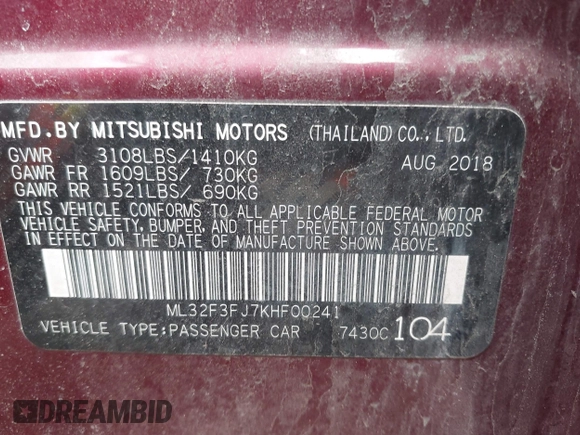 MFD. BY MITSUBISHI MOTORS (THAILAND) CO., LTD.
GVWR 3108LBS/1410KG AUG 2018
GAWR FR 1609LBS/ 730KG
GAWR RR 1521LBS/ 690KG
THIS VEHICLE CONFORMS TO ALL APPLICABLE FEDERAL MOTOR
VEHICLE SAFETY, BUMPER, AND THEFT PREVENTION STANDARDS
IN EFFECT ON THE DATE OF MANUFACTURE SHOWN ABOVE.
ML32F3FJ7KHF00241
VEHICLE TYPE:PASSENGER CAR 7430C 104
DREAMBID